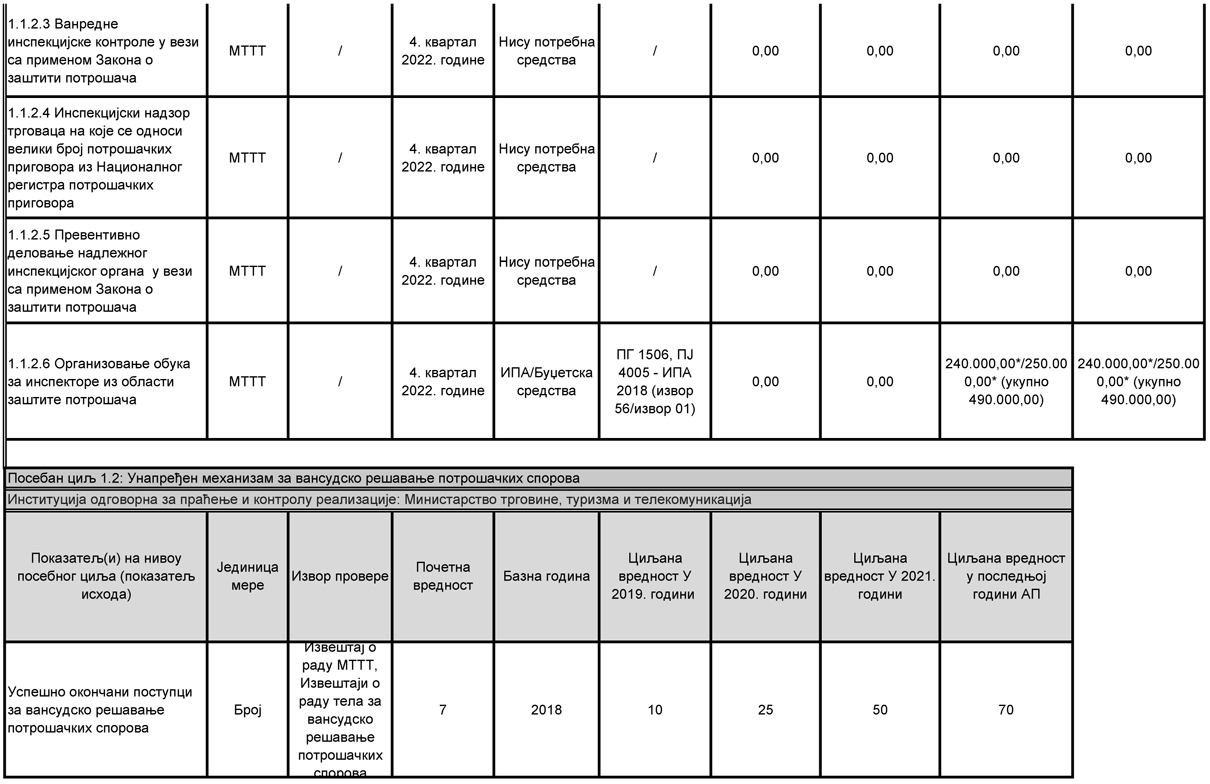 1.1.2.3 Ванредне
инспекцијске контроле у вези
са применом Закона о
заштити потрошача
МТТТ
/
4. квартал
2022. године
Нису потребна
средства
/
0,00
0,00
0,00
0,00
1.1.2.4 Инспекцијски надзор
трговаца на које се односи
велики број потрошачких
приговора из Националног
регистра потрошачких
приговора
МТТТ
/
4. квартал
2022. године
Нису потребна
средства
/
0,00
0,00
0,00
0,00
1.1.2.5 Превентивно
деловање надлежног
инспекцијског органа у вези
са применом Закона о
заштити потрошача
МТТТ
/
4. квартал
2022. године
Нису потребна
средства
/
0,00
0,00
0,00
0,00
1.1.2.6 Организовање обука
за инспекторе из области
заштите потрошача
МТТТ
/
4. квартал
2022. године
ИПА/Буџетска
средства
ПГ 1506, ПЈ
4005 - ИПА
2018 (извор
56/извор 01)
0,00
0,00
240.000,00*/250.00
0,00* (укупно
490.000,00)
240.000,00*/250.00
0,00* (укупно
490.000,00)
Посебан циљ 1.2: Унапређен механизам за вансудско решавање потрошачких спорова
Институција одговорна за праћење и контролу реализације: Министарство трговине, туризма и телекомуникација
Показатељ(и) на нивоу
посебног циља (показатељ
исхода)
Јединица
мере
Извор провере
Почетна
вредност
Базна година
Циљана
вредност У
2019. години
Циљана
вредност У
2020. години
Циљана
вредност У 2021.
години
Циљана вредност
у последњој
години АП
Успешно окончани поступци
за вансудско решавање
потрошачких спорова
Број
Извештај о
раду МТТТ,
Извештаји о
раду тела за
вансудско
решавање
потрошачких
спорова
7
2018
10
25
50
70